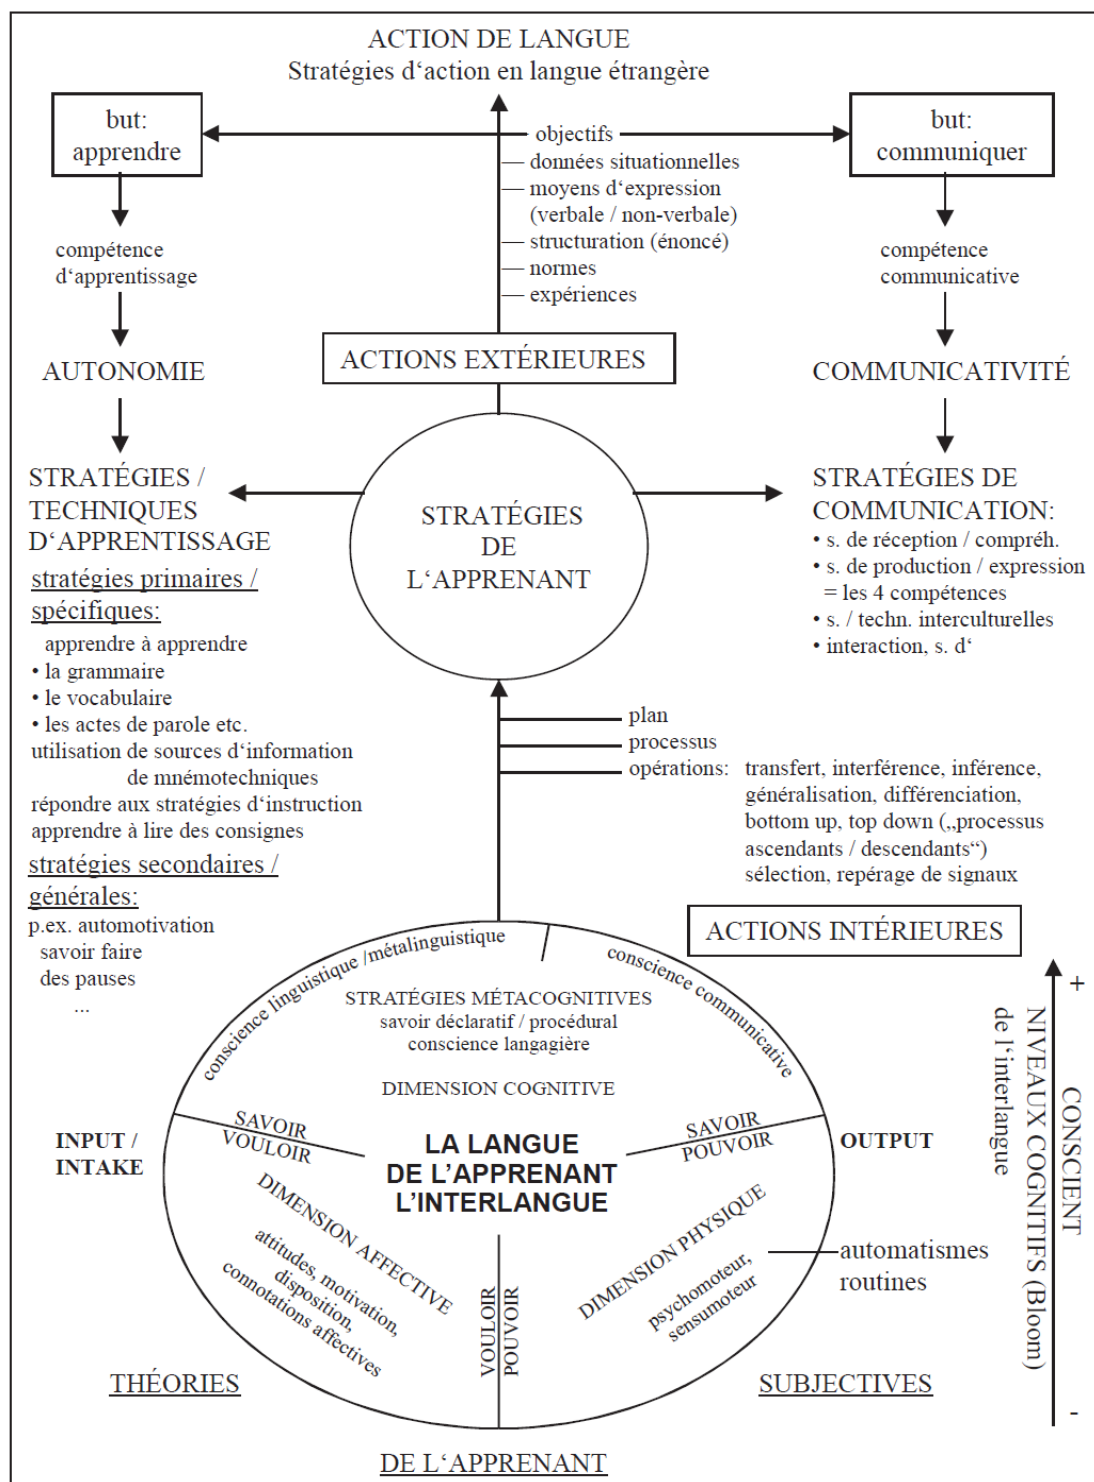 ACTION DE LANGUE
Stratégies d‘action en langue étrangère
but:
apprendre
objectifs
but:
communiquer
— données situationnelles
— moyens d‘expression
(verbale / non-verbale)
— structuration (énoncé)
— normes
— expériences
compétence
d‘apprentissage
compétence
communicative
ACTIONS EXTÉRIEURES
AUTONOMIE
COMMUNICATIVITÉ
STRATÉGIES /
TECHNIQUES
D‘APPRENTISSAGE
STRATÉGIES
DE
L‘APPRENANT
STRATÉGIES DE
COMMUNICATION:
• s. de réception / compréh.
• s. de production / expression
= les 4 compétences
• s. / techn. interculturelles
• interaction, s. d‘
stratégies primaires /
spécifiques:
apprendre à apprendre
• la grammaire
• le vocabulaire
• les actes de parole etc.
utilisation de sources d‘information
de mnémotechniques
répondre aux stratégies d‘instruction
apprendre à lire des consignes
stratégies secondaires /
générales:
p.ex. automotivation
savoir faire
des pauses
...
plan
processus
opérations: transfert, interférence, inférence,
généralisation, différenciation,
bottom up, top down („processus
ascendants / descendants“)
sélection, repérage de signaux
ACTIONS INTÉRIEURES
conscience linguistique /métalinguistique
conscience communicative
STRATÉGIES MÉTACOGNITIVES
savoir déclaratif / procédural
conscience langagière
DIMENSION COGNITIVE
SAVOIR
VOULOIR
SAVOIR
POUVOIR
INPUT /
INTAKE
LA LANGUE
DE L’APPRENANT
L’INTERLANGUE
OUTPUT
DIMENSION AFFECTIVE
attitudes, motivation,
disposition,
connotations affectives
VOULOIR
POUVOIR
DIMENSION PHYSIQUE
psychomoteur,
sensumoteur
automatismes
routines
+
CONSCIENT
NIVEAUX COGNITIFS (Bloom)
de l‘interlangue
-
THÉORIES
SUBJECTIVES
DE L‘APPRENANT